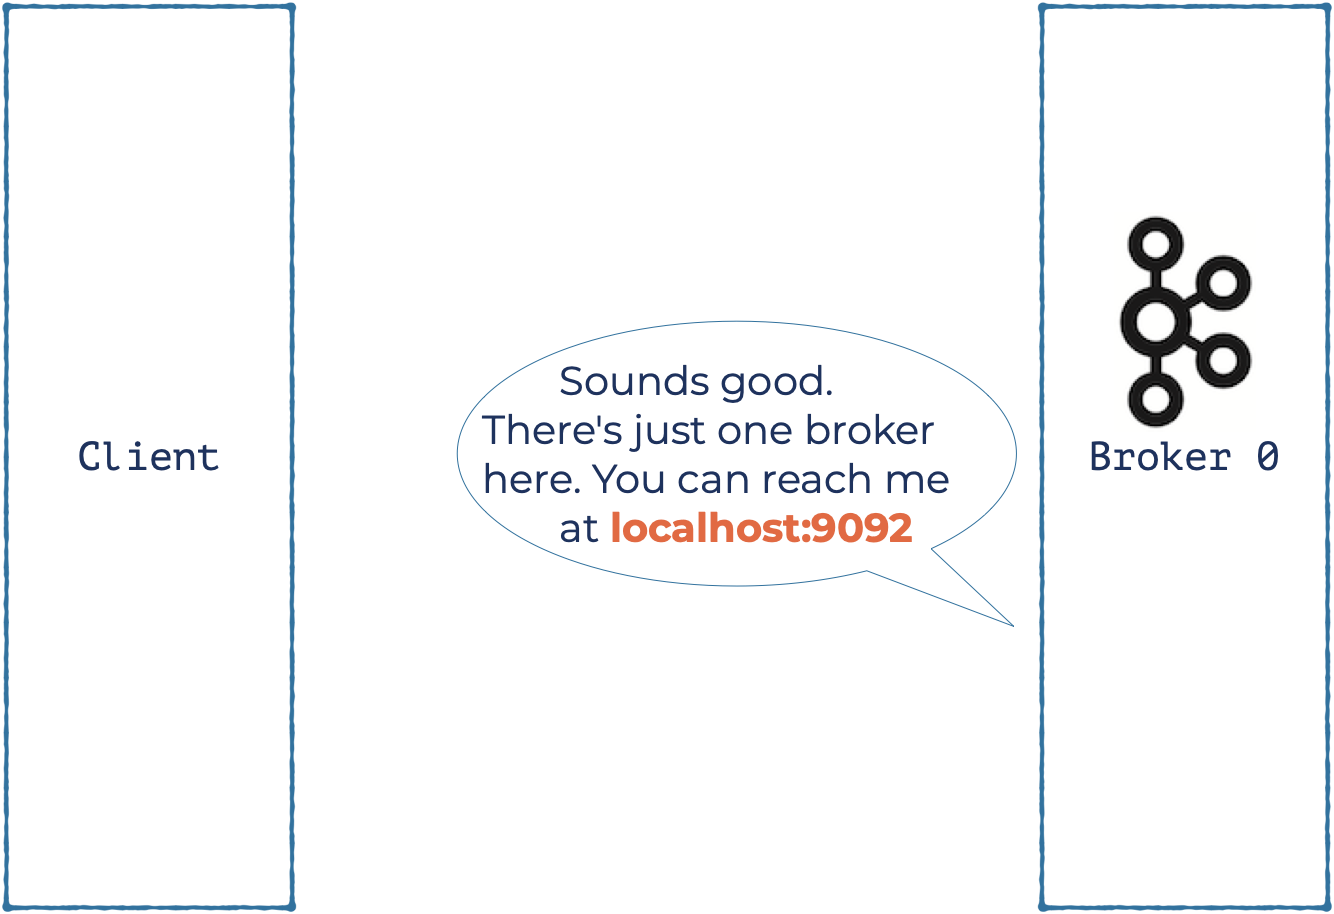 Client
Sounds good.
There's just one broker
here. You can reach me
at localhost:9092
Broker 0